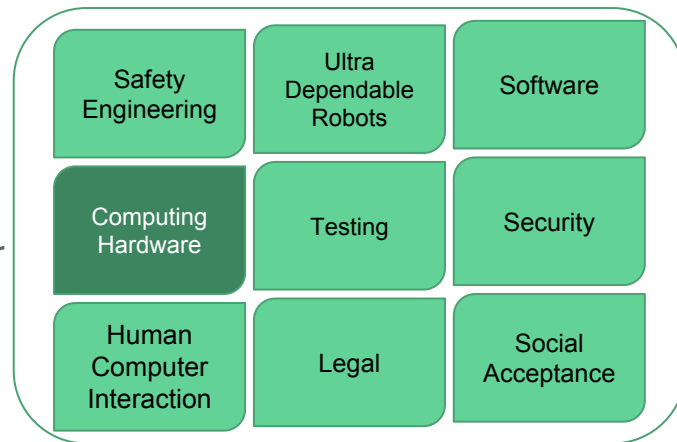 Safety
Engineering
Ultra
Dependable
Robots
Software
Computing
Hardware
Testing
Security
Human
Computer
Interaction
Legal
Social
Acceptance